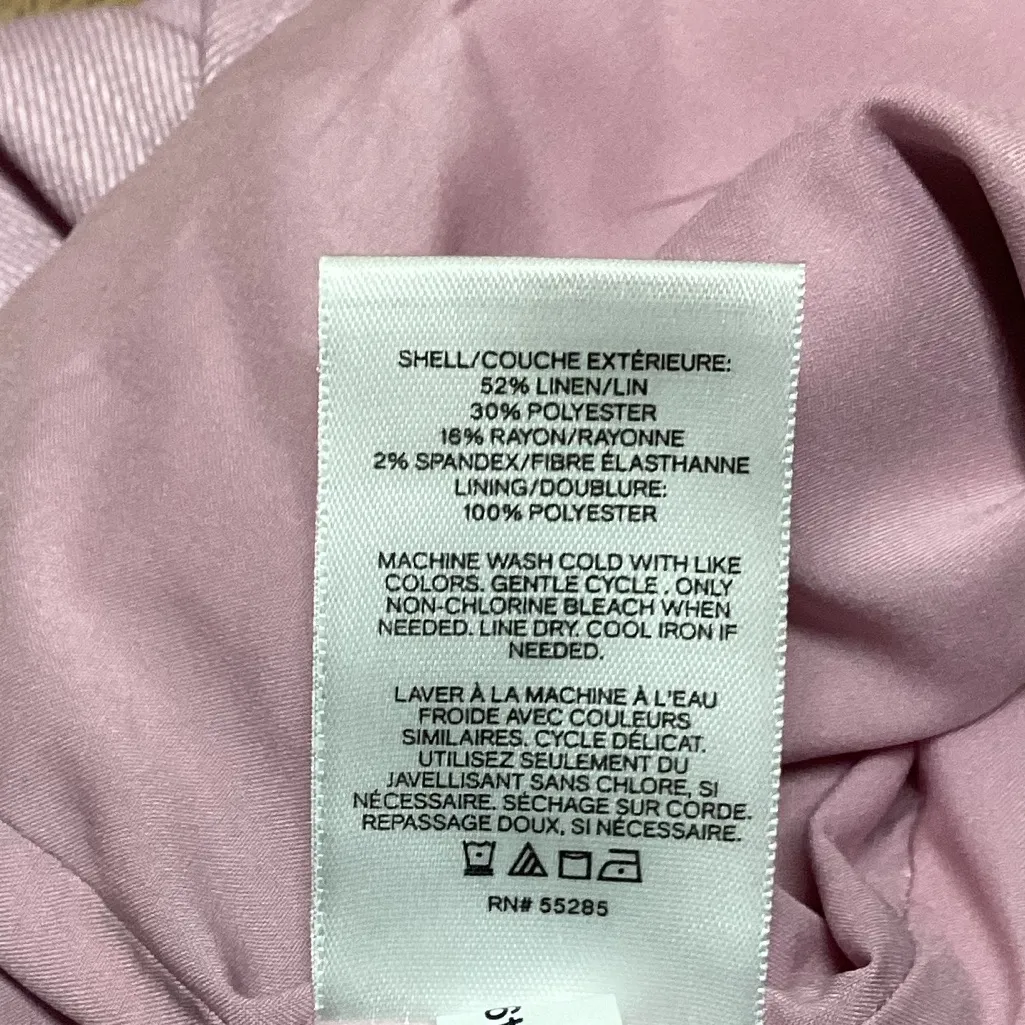 SHELL/COUCHE EXTÉRIEURE:
52% LINEN/LIN
30% POLYESTER
16% RAYON/RAYONNE
2% SPANDEX/FIBRE ÉLASTHANNE
LINING/DOUBLURE:
100% POLYESTER
MACHINE WASH COLD WITH LIKE
COLORS. GENTLE CYCLE . ONLY
NON-CHLORINE BLEACH WHEN
NEEDED. LINE DRY. COOL IRON IF
NEEDED.
LAVER À LA MACHINE À L'EAU
FROIDE AVEC COULEURS
SIMILAIRES. CYCLE DÉLICAT.
UTILISEZ SEULEMENT DU
JAVELLISANT SANS CHLORE, SI
NÉCESSAIRE. SÉCHAGE SUR CORDE.
REPASSAGE DOUX, SI NÉCESSAIRE.
RN# 55285